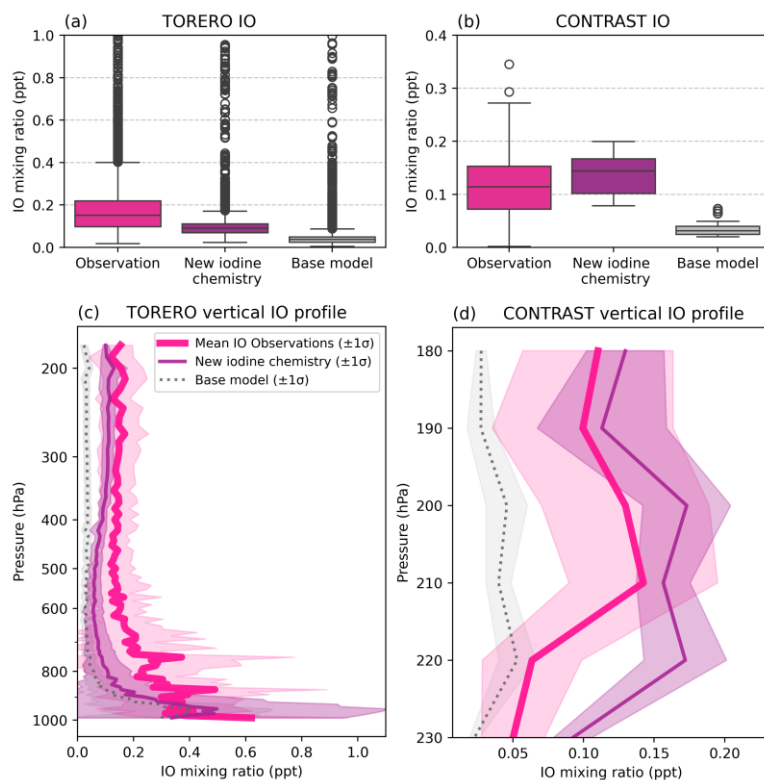 (a) TORERO IO
IO mixing ratio (ppt)
1.0
0.8
0.6
0.4
0.2
0.0
Observation
New iodine
chemistry
Base model
(b) CONTRAST IO
IO mixing ratio (ppt)
0.4
0.3
0.2
0.1
0.0
Observation
New iodine
chemistry
Base model
(c) TORERO vertical IO profile
Mean IO Observations (±1σ)
New iodine chemistry (±1σ)
Base model (±1σ)
Pressure (hPa)
200
300
400
500
600
800
1000
0.0 0.2 0.4 0.6 0.8 1.0
IO mixing ratio (ppt)
(d) CONTRAST vertical IO profile
Pressure (hPa)
180
190
200
210
220
230
0.05 0.10 0.15 0.20
IO mixing ratio (ppt)